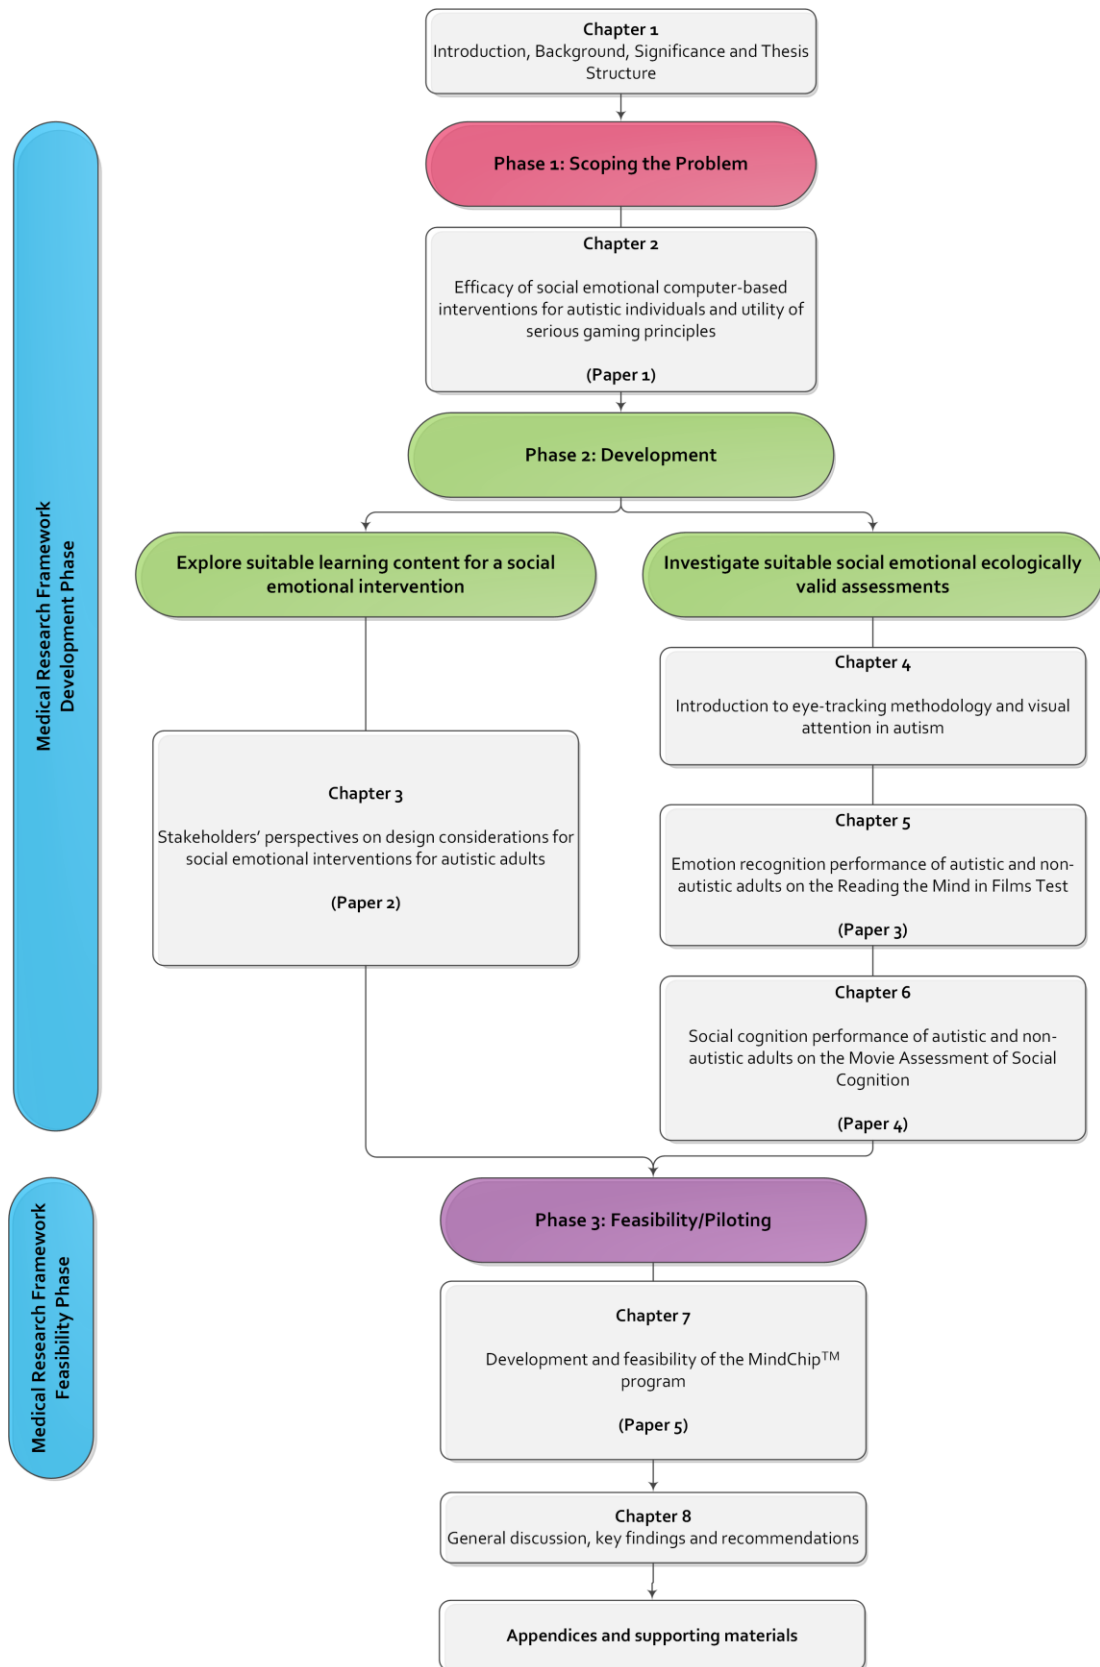 Chapter 1
Introduction, Background, Significance and Thesis
Structure
Medical Research Framework
Development Phase
Phase 1: Scoping the Problem
Chapter 2
Efficacy of social emotional computer-based
interventions for autistic individuals and utility of
serious gaming principles
(Paper 1)
Phase 2: Development
Explore suitable learning content for a social
emotional intervention
Chapter 3
Stakeholders’ perspectives on design considerations for
social emotional interventions for autistic adults
(Paper 2)
Investigate suitable social emotional ecologically
valid assessments
Chapter 4
Introduction to eye-tracking methodology and visual
attention in autism
Chapter 5
Emotion recognition performance of autistic and non-
autistic adults on the Reading the Mind in Films Test
(Paper 3)
Chapter 6
Social cognition performance of autistic and non-
autistic adults on the Movie Assessment of Social
Cognition
(Paper 4)
Medical Research Framework
Feasibility Phase
Phase 3: Feasibility/Piloting
Chapter 7
Development and feasibility of the MindChip™
program
(Paper 5)
Chapter 8
General discussion, key findings and recommendations
Appendices and supporting materials